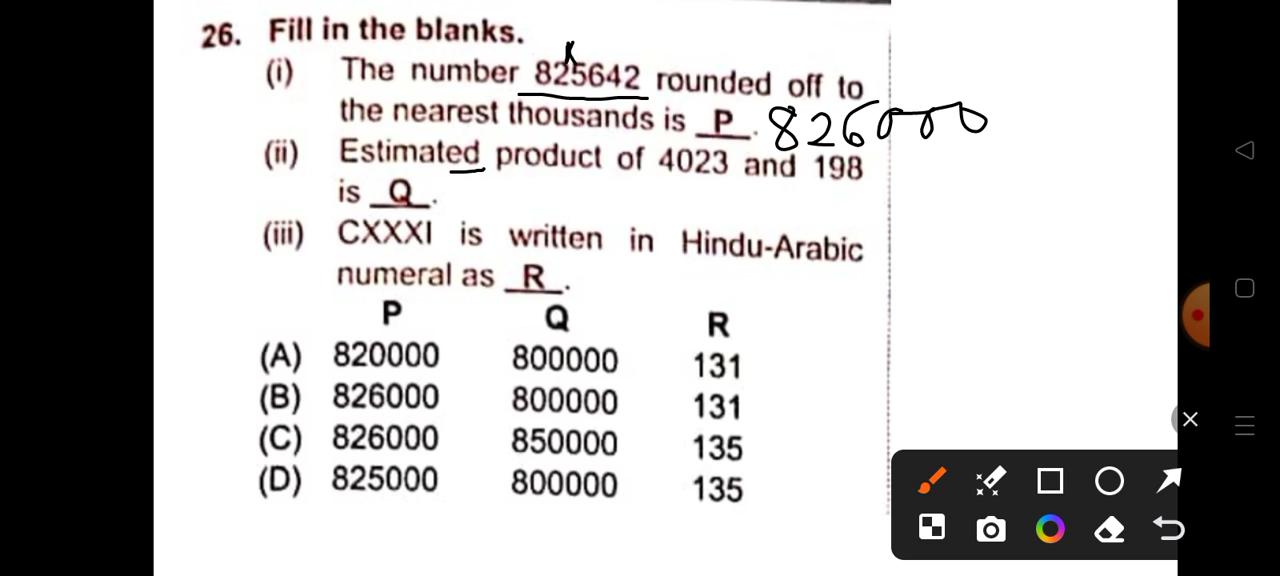 26. Fill in the blanks.
(i) The number 825642 rounded off to
the nearest thousands is P . 826000
(ii) Estimated product of 4023 and 198
is Q .
(iii) CXXXI is written in Hindu-Arabic
numeral as R .
P Q R
(A) 820000 800000 131
(B) 826000 800000 131
(C) 826000 850000 135
(D) 825000 800000 135